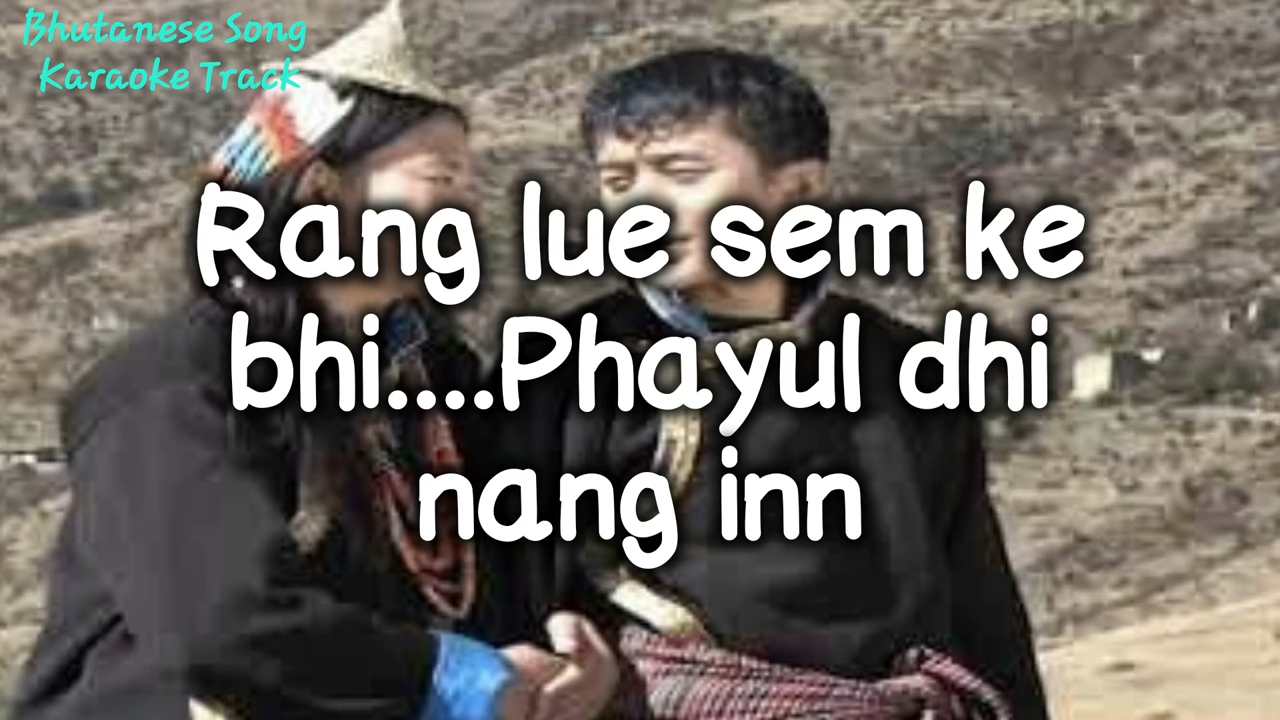 Bhutanese Song
Karaoke Track
Rang lue sem ke
bhi....Phayul dhi
nang inn